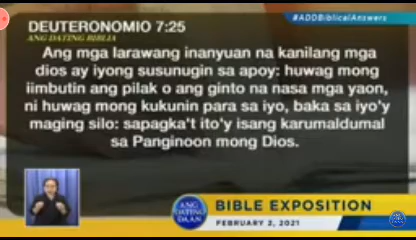 #ADDBiblicalAnswers
DEUTERONOMIO 7:25
ANG DATING BIBLIA
Ang mga larawang inanyuan na kanilang mga
dios ay iyong susunugin sa apoy: huwag mong
iimbutin ang pilak o ang ginto na nasa mga yaon,
ni huwag mong kukunin para sa iyo, baka sa iyo'y
maging silo: sapagka't ito'y isang karumaldumal
sa Panginoon mong Dios.
ANG
DATING
DAAN
BIBLE EXPOSITION
FEBRUARY 2, 2021